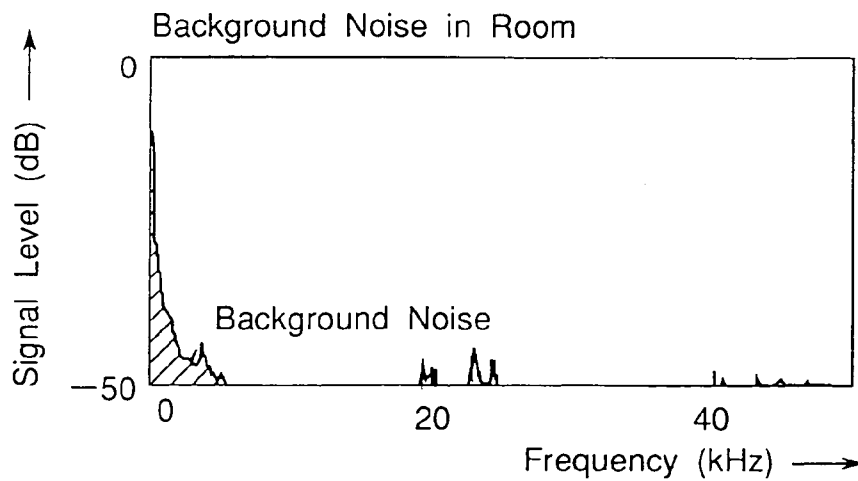 Background Noise in Room
Signal Level (dB)
0
Background Noise
—50
0
20
40
Frequency (kHz)